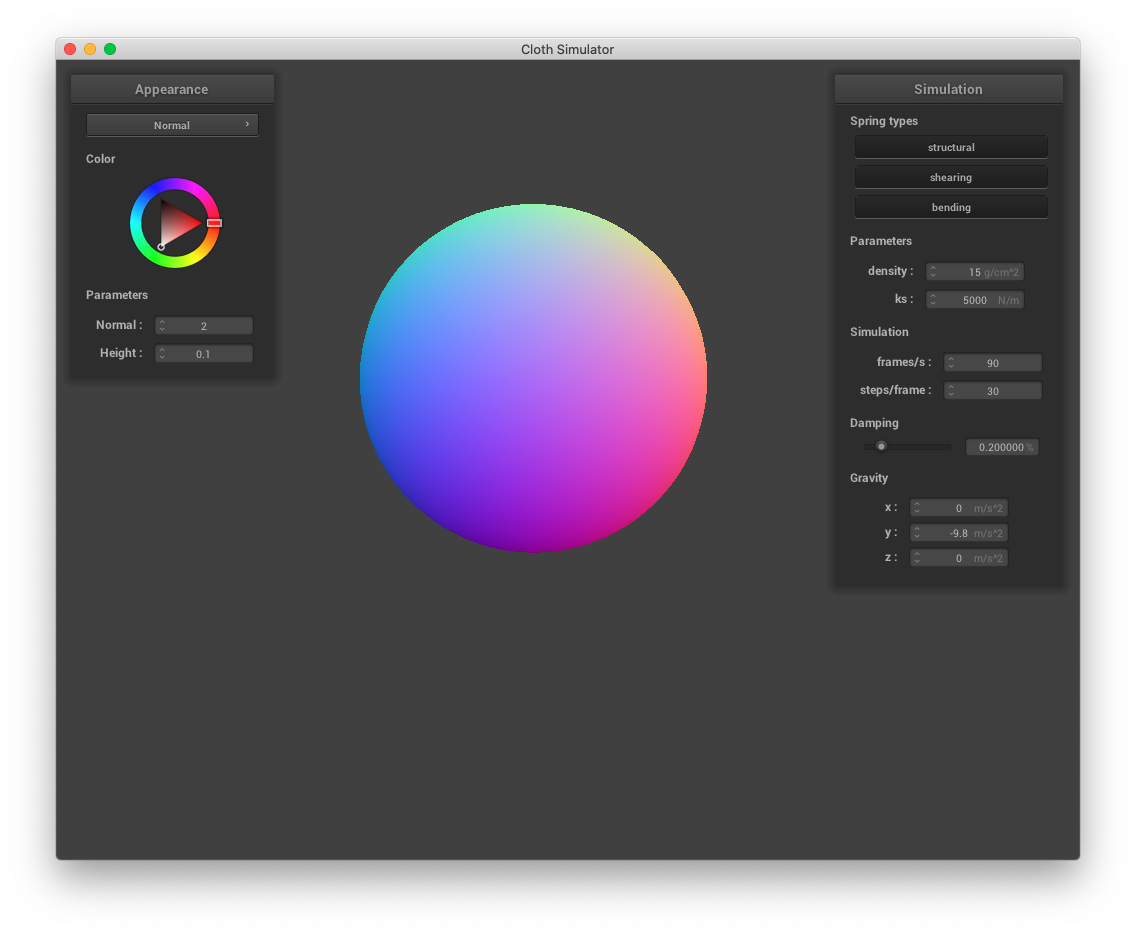 Cloth Simulator
Appearance
Normal ›
Color
Parameters
Normal : 2
Height : 0.1
Simulation
Spring types
structural
shearing
bending
Parameters
density : 15 g/cm^2
ks : 5000 N/m
Simulation
frames/s : 90
steps/frame : 30
Damping
0.200000 %
Gravity
x : 0 m/s^2
y : -9.8 m/s^2
z : 0 m/s^2